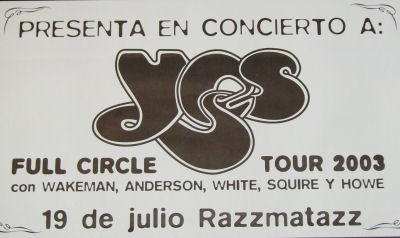 PRESENTA EN CONCIERTO A:
YES
FULL CIRCLE TOUR 2003
con WAKEMAN, ANDERSON, WHITE, SQUIRE Y HOWE
19 de julio Razzmatazz